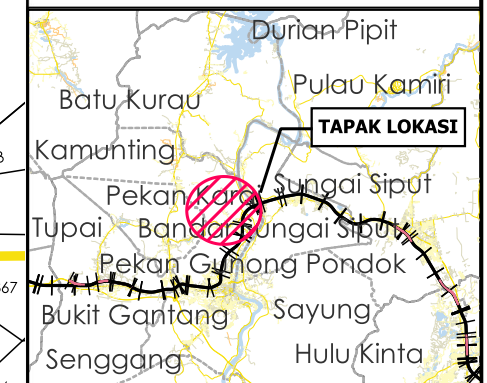 Durian Pipit
Pulau Kamiri
Batu Kurau
TAPAK LOKASI
Kamunting
Sungai Siput
Pekan
Tupai
Bandar Sungai Siput
Pekan Gunong Pondok
Bukit Gantang
Sayung
Senggang
Hulu Kinta
67